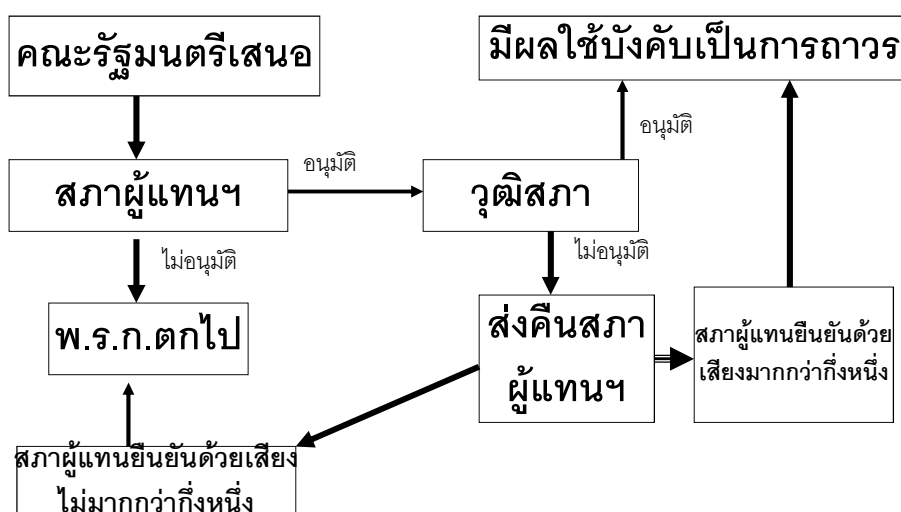 คณะรัฐมนตรีเสนอ
มีผลใช้บังคับเป็นการถาวร
อนุมัติ
อนุมัติ
สภาผู้แทนฯ
วุฒิสภา
ไม่อนุมัติ
ไม่อนุมัติ
พ.ร.ก.ตกไป
ส่งคืนสภา
ผู้แทนฯ
สภาผู้แทนยืนยันด้วย
เสียงมากกว่ากึ่งหนึ่ง
สภาผู้แทนยืนยันด้วยเสียง
ไม่มากกว่ากึ่งหนึ่ง